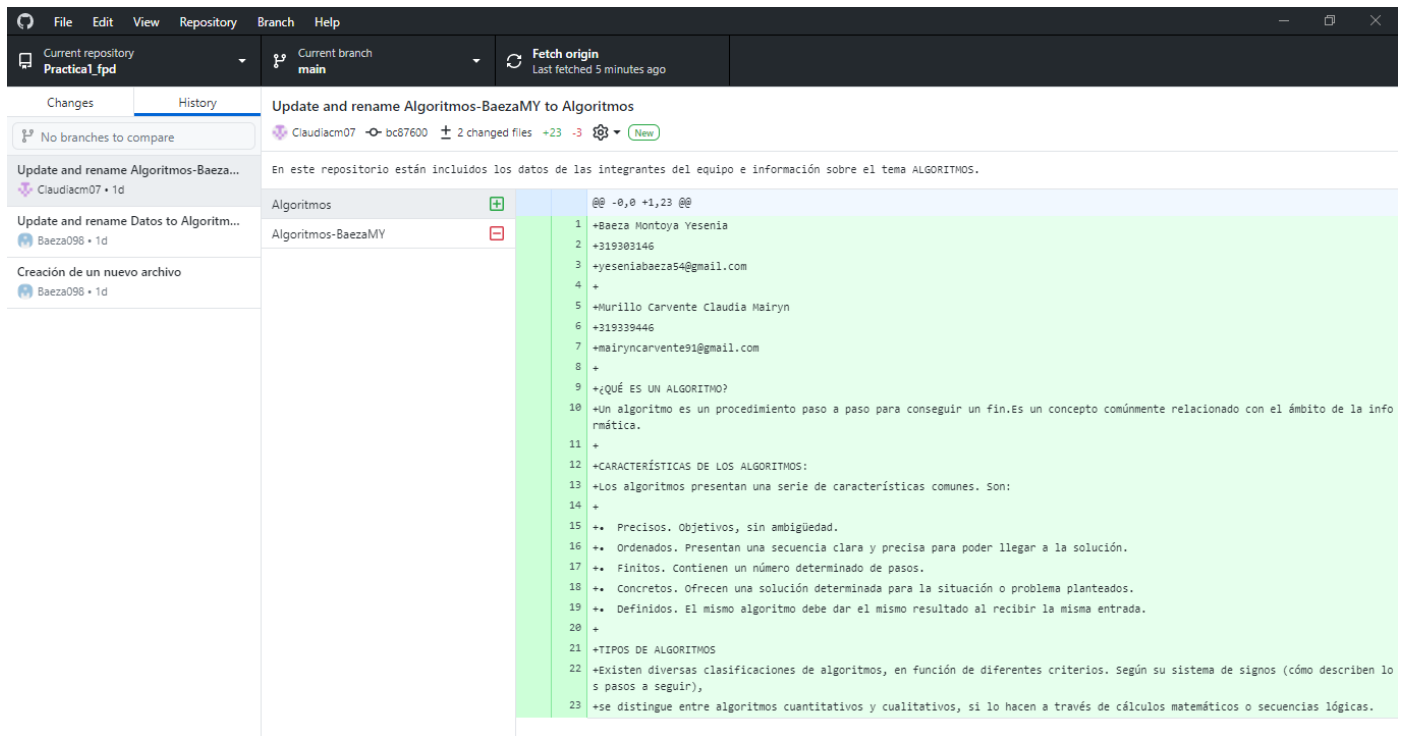 File Edit View Repository Branch Help
Current repository
Practica1_fpd
Current branch
main
Fetch origin
Last fetched 5 minutes ago
Changes History
No branches to compare
Update and rename Algoritmos-Baeza...
Claudiacm07 • 1d
Update and rename Datos to Algoritm...
Baeza098 • 1d
Creación de un nuevo archivo
Baeza098 • 1d
Update and rename Algoritmos-BaezaMY to Algoritmos
Claudiacm07 bc87600 2 changed files +23 -3 New
En este repositorio están incluidos los datos de las integrantes del equipo e información sobre el tema ALGORITMOS.
Algoritmos
Algoritmos-BaezaMY
@@ -0,0 +1,23 @@
1 +Baeza Montoya Yesenia
2 +319303146
3 +yeseniabaeza54@gmail.com
4 +
5 +Murillo Carvente Claudia Mairyn
6 +319339446
7 +mairyncarvente91@gmail.com
8 +
9 +¿QUÉ ES UN ALGORITMO?
10 +Un algoritmo es un procedimiento paso a paso para conseguir un fin.Es un concepto comúnmente relacionado con el ámbito de la info
rmática.
11 +
12 +CARACTERÍSTICAS DE LOS ALGORITMOS:
13 +Los algoritmos presentan una serie de características comunes. Son:
14 +
15 +• Precisos. Objetivos, sin ambigüedad.
16 +• Ordenados. Presentan una secuencia clara y precisa para poder llegar a la solución.
17 +• Finitos. Contienen un número determinado de pasos.
18 +• Concretos. Ofrecen una solución determinada para la situación o problema planteados.
19 +• Definidos. El mismo algoritmo debe dar el mismo resultado al recibir la misma entrada.
20 +
21 +TIPOS DE ALGORITMOS
22 +Existen diversas clasificaciones de algoritmos, en función de diferentes criterios. Según su sistema de signos (cómo describen lo
s pasos a seguir),
23 +se distingue entre algoritmos cuantitativos y cualitativos, si lo hacen a través de cálculos matemáticos o secuencias lógicas.